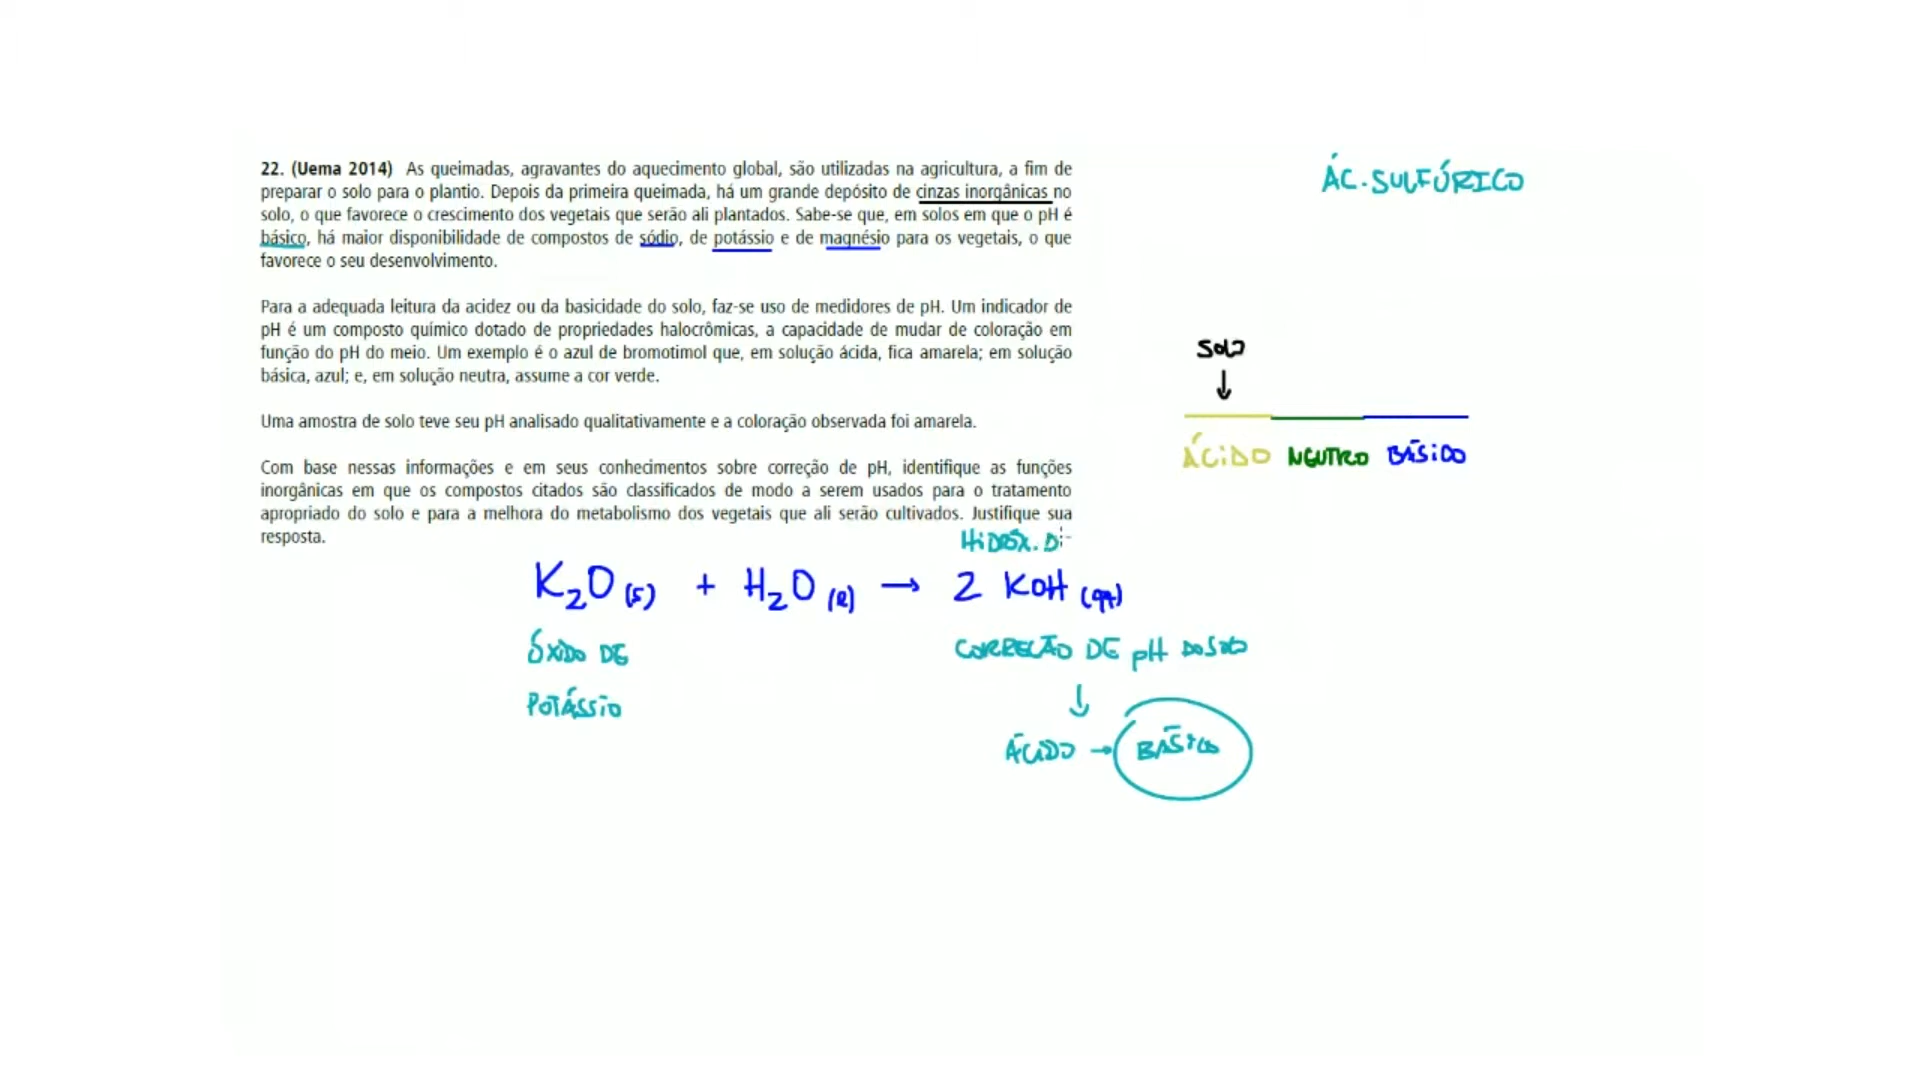 22. (Uema 2014) As queimadas, agravantes do aquecimento global, são utilizadas na agricultura, a fim de
preparar o solo para o plantio. Depois da primeira queimada, há um grande depósito de cinzas inorgânicas no
solo, o que favorece o crescimento dos vegetais que serão ali plantados. Sabe-se que, em solos em que o pH é
básico, há maior disponibilidade de compostos de sódio, de potássio e de magnésio para os vegetais, o que
favorece o seu desenvolvimento.
Para a adequada leitura da acidez ou da basicidade do solo, faz-se uso de medidores de pH. Um indicador de
pH é um composto químico dotado de propriedades halocrômicas, a capacidade de mudar de coloração em
função do pH do meio. Um exemplo é o azul de bromotimol que, em solução ácida, fica amarela; em solução
básica, azul; e, em solução neutra, assume a cor verde.
Uma amostra de solo teve seu pH analisado qualitativamente e a coloração observada foi amarela.
Com base nessas informações e em seus conhecimentos sobre correção de pH, identifique as funções
inorgânicas em que os compostos citados são classificados de modo a serem usados para o tratamento
apropriado do solo e para a melhora do metabolismo dos vegetais que ali serão cultivados. Justifique sua
resposta.
ÁC. SULFÚRICO
SOLO
↓
ÁCIDO NEUTRO BÁSICO
HIDRÓX. D
K₂O (s) + H₂O (l) → 2 KOH (aq)
ÓXIDO DE
POTÁSSIO
CORREÇÃO DE pH DO SOLO
↓
ÁCIDO → BÁSICO